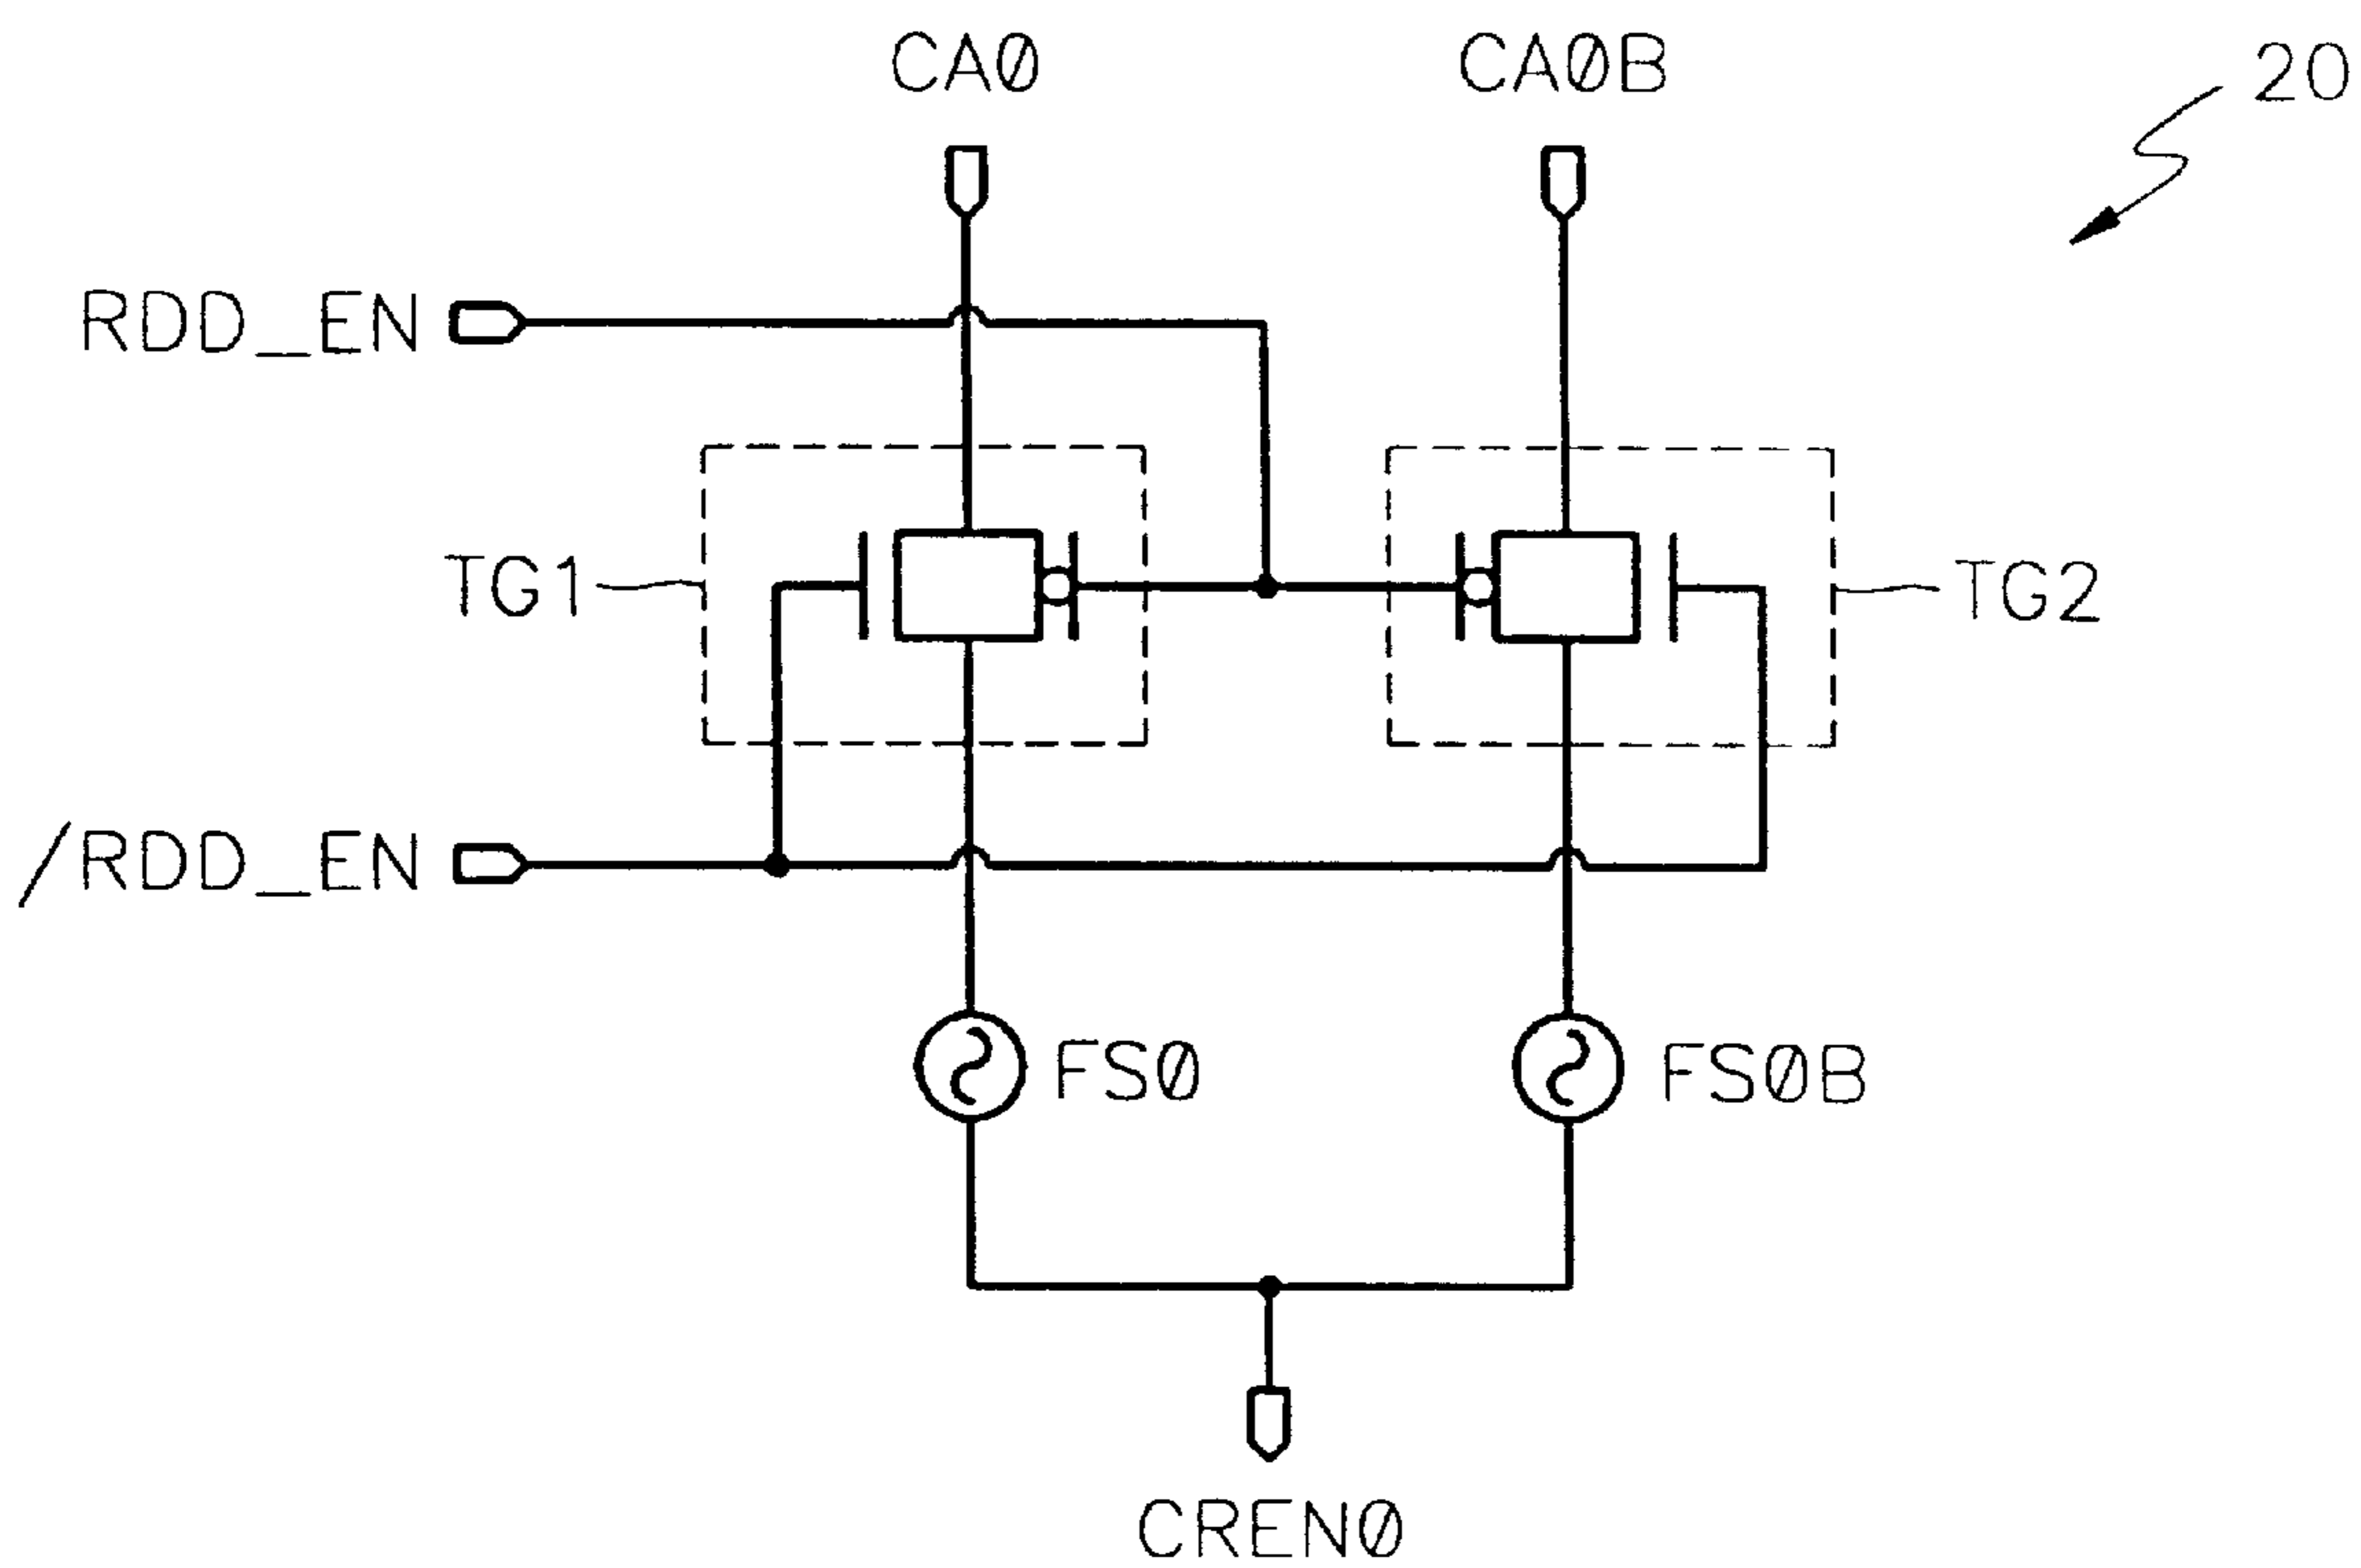 CA0
CA0B
20
RDD_EN
TG1
TG2
/RDD_EN
FS0
FS0B
CREN0